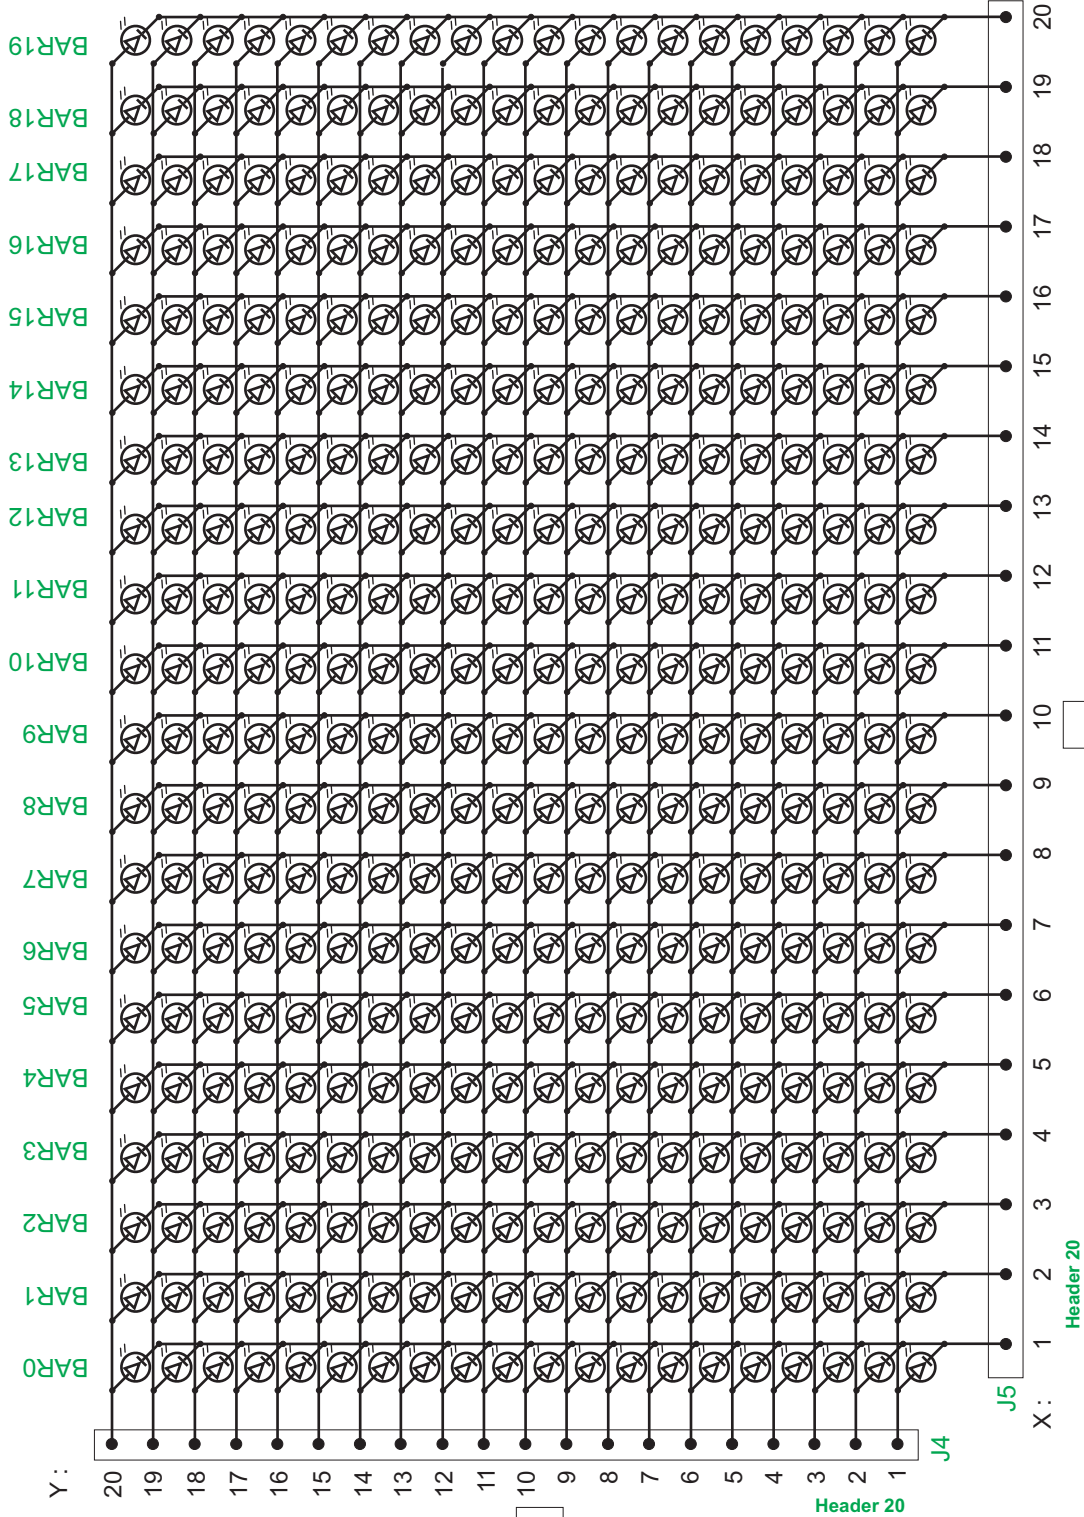 BAR19
BAR18
BAR17
BAR16
BAR15
BAR14
BAR13
BAR12
BAR11
BAR10
BAR9
BAR8
BAR7
BAR6
BAR5
BAR4
BAR3
BAR2
BAR1
BAR0
20
19
18
17
16
15
14
13
12
11
10
9
8
7
6
5
4
3
2
1
X :
J5
Header 20
Y :
20
19
18
17
16
15
14
13
12
11
10
9
8
7
6
5
4
3
2
1
J4
Header 20